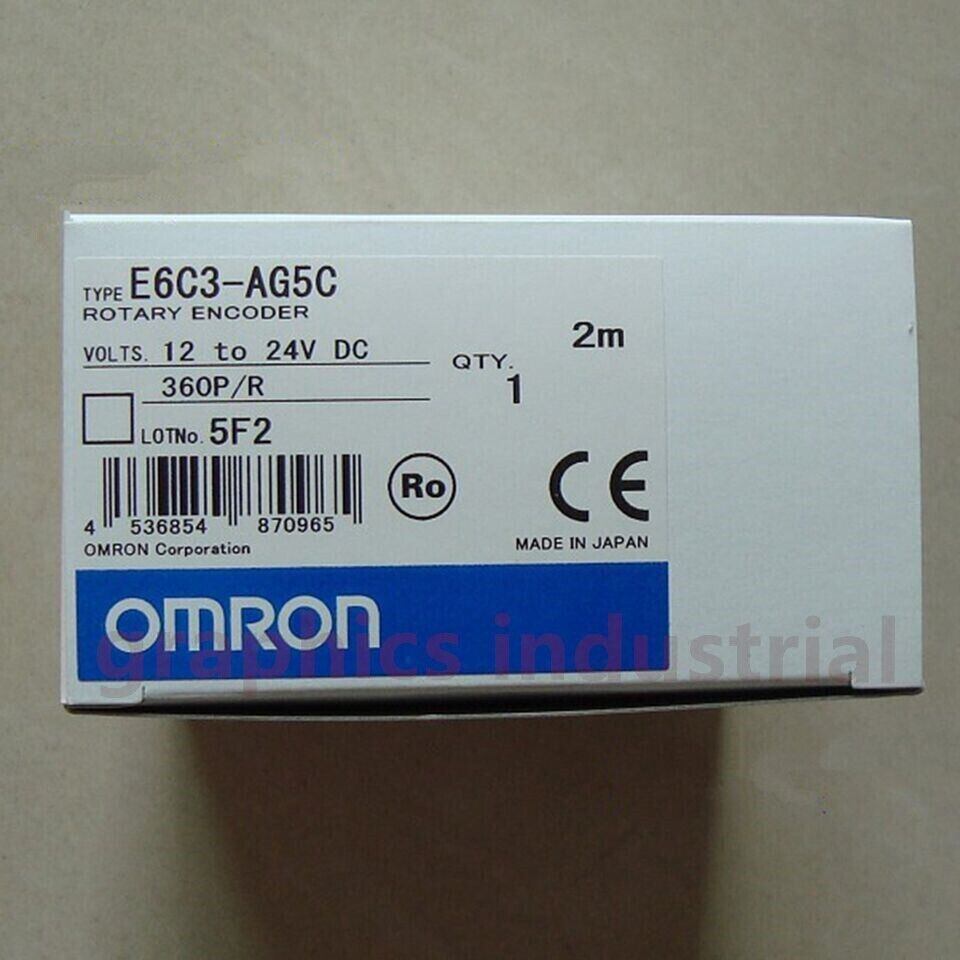 TYPE E6C3-AG5C
ROTARY ENCODER
2m
VOLTS. 12 to 24V DC
QTY.
360P/R
1
LOTNo. 5F2
Ro
CE
4 536854 870965
OMRON Corporation
MADE IN JAPAN
OMRON
graphics industrial